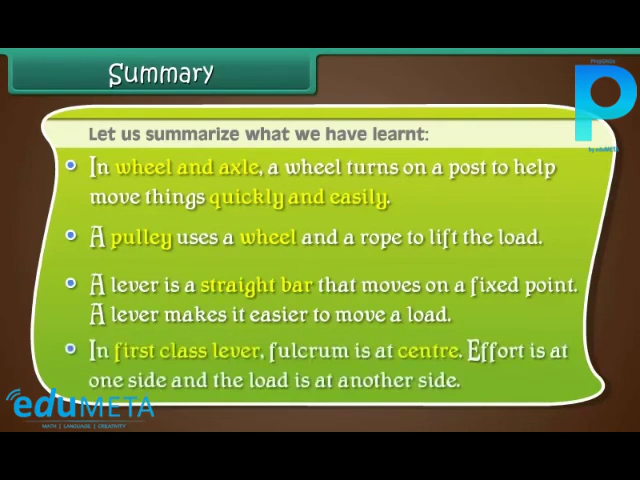 Summary
PrepOnGo
by eduMETA
Let us summarize what we have learnt:
In wheel and axle, a wheel turns on a post to help
move things quickly and easily.
A pulley uses a wheel and a rope to lift the load.
A lever is a straight bar that moves on a fixed point.
A lever makes it easier to move a load.
In first class lever, fulcrum is at centre. Effort is at
one side and the load is at another side.
eduMETA
MATH | LANGUAGE | CREATIVITY